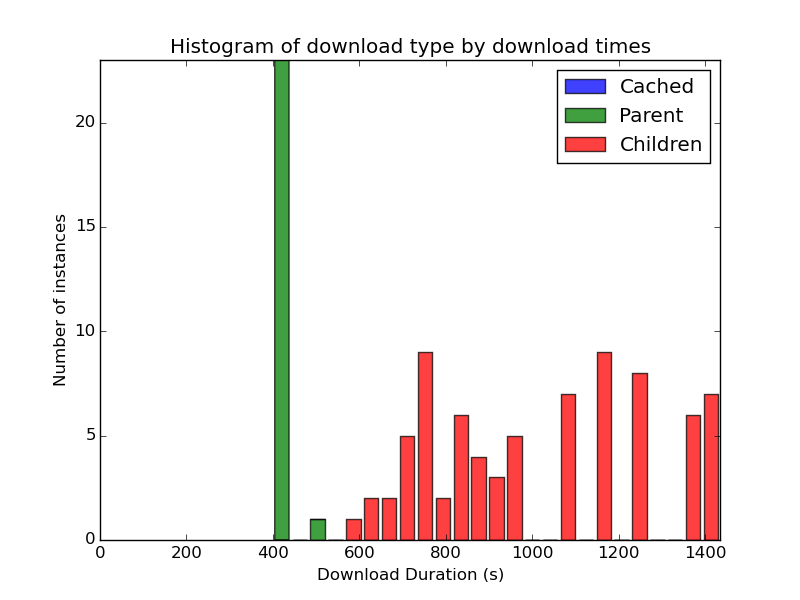 Histogram of download type by download times
Cached
Parent
Children
Number of instances
20
15
10
5
0
0 200 400 600 800 1000 1200 1400
Download Duration (s)